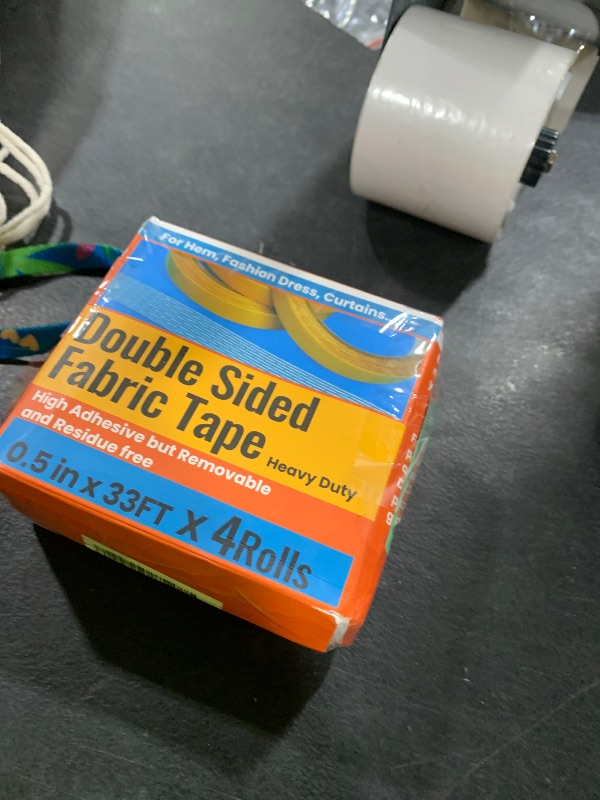 For Hem, Fashion Dress, Curtains...
Double Sided
Fabric Tape
Heavy Duty
High Adhesive but Removable
and Residue free
0.5 in x 33FT X 4Rolls